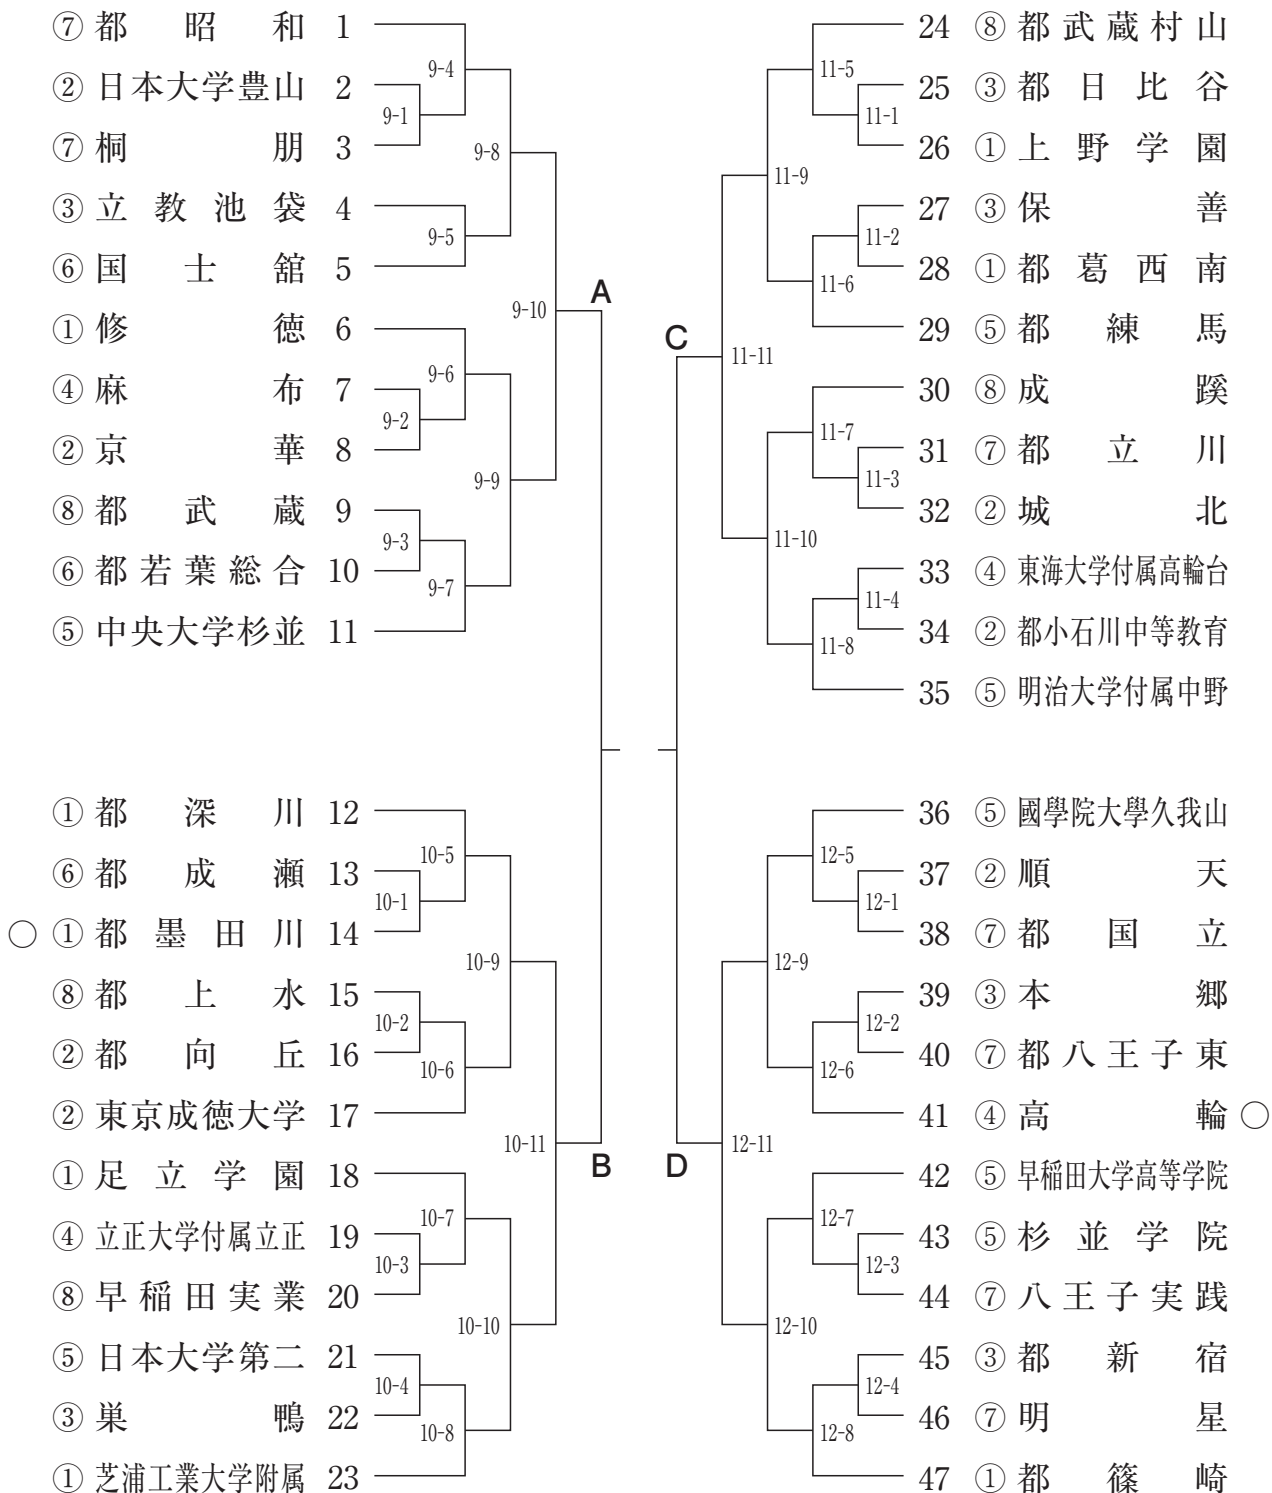 ⑦ 都昭和 1
② 日本大学豊山 2
⑦ 桐朋 3
③ 立教池袋 4
⑥ 国士舘 5
① 修徳 6
④ 麻布 7
② 京華 8
⑧ 都武蔵 9
⑥ 都若葉総合 10
⑤ 中央大学杉並 11
9-1
9-2
9-3
9-4
9-5
9-6
9-7
9-8
9-9
9-10
A
① 都深川 12
⑥ 都成瀬 13
○ ① 都墨田川 14
⑧ 都上水 15
② 都向丘 16
② 東京成徳大学 17
① 足立学園 18
④ 立正大学付属立正 19
⑧ 早稲田実業 20
⑤ 日本大学第二 21
③ 巣鴨 22
① 芝浦工業大学附属 23
10-1
10-2
10-3
10-4
10-5
10-6
10-7
10-8
10-9
10-10
10-11
B
24 ⑧ 都武蔵村山
25 ③ 都日比谷
26 ① 上野学園
27 ③ 保善
28 ① 都葛西南
29 ⑤ 都練馬
30 ⑧ 成蹊
31 ⑦ 都立川
32 ② 城北
33 ④ 東海大学付属高輪台
34 ② 都小石川中等教育
35 ⑤ 明治大学付属中野
11-1
11-2
11-3
11-4
11-5
11-6
11-7
11-8
11-9
11-10
11-11
C
36 ⑤ 國學院大學久我山
37 ② 順天
38 ⑦ 都国立
39 ③ 本郷
40 ⑦ 都八王子東
41 ④ 高輪 ○
42 ⑤ 早稲田大学高等学院
43 ⑤ 杉並学院
44 ⑦ 八王子実践
45 ③ 都新宿
46 ⑦ 明星
47 ① 都篠崎
12-1
12-2
12-3
12-4
12-5
12-6
12-7
12-8
12-9
12-10
12-11
D